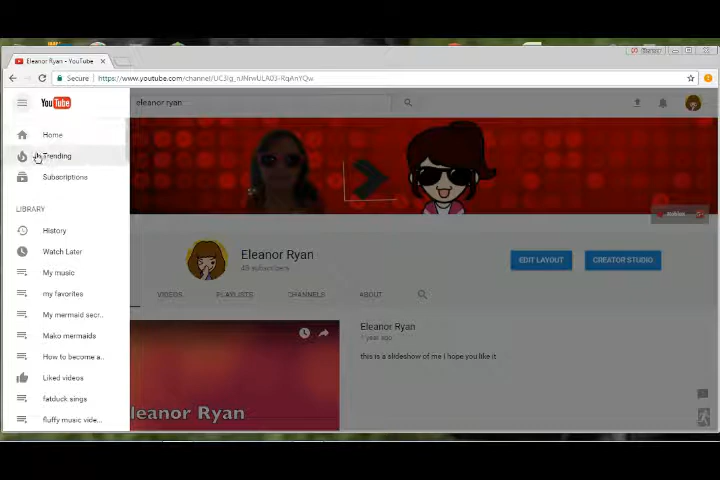 Eleanor Ryan - YouTube
Secure https://www.youtube.com/channel/
YouTube
eleanor ryan
Home
Trending
Subscriptions
LIBRARY
History
Watch Later
My music
my favorites
My mermaid secr..
Mako mermaids
How to become a..
Liked videos
fatduck sings
fluffy music vide...
Eleanor Ryan
49 subscribers
EDIT LAYOUT
CREATOR STUDIO
VIDEOS
PLAYLISTS
CHANNELS
ABOUT
Eleanor Ryan
1 year ago
this is a slideshow of me I hope you like it
leanor Ryan